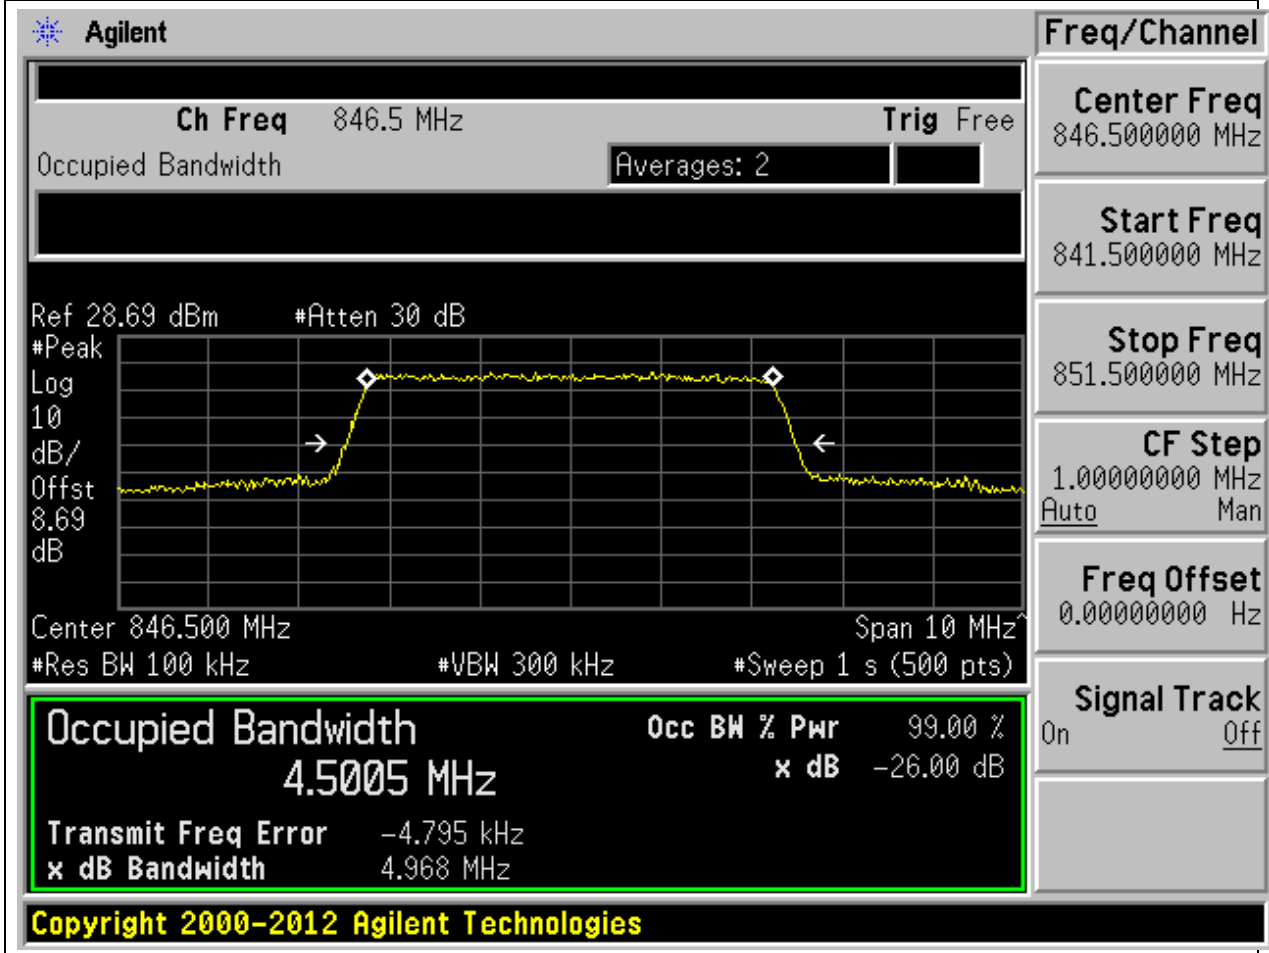 Agilent
Freq/Channel
Ch Freq 846.5 MHz Trig Free
Occupied Bandwidth Averages: 2
Center Freq
846.500000 MHz
Start Freq
841.500000 MHz
Stop Freq
851.500000 MHz
CF Step
1.00000000 MHz
Auto Man
Freq Offset
0.00000000 Hz
Signal Track
On Off
Ref 28.69 dBm #Atten 30 dB
#Peak
Log
10
dB/
Offst
8.69
dB
Center 846.500 MHz Span 10 MHz^
#Res BW 100 kHz #VBW 300 kHz #Sweep 1 s (500 pts)
Occupied Bandwidth Occ BW % Pwr 99.00 %
4.5005 MHz x dB -26.00 dB
Transmit Freq Error -4.795 kHz
x dB Bandwidth 4.968 MHz
Copyright 2000-2012 Agilent Technologies